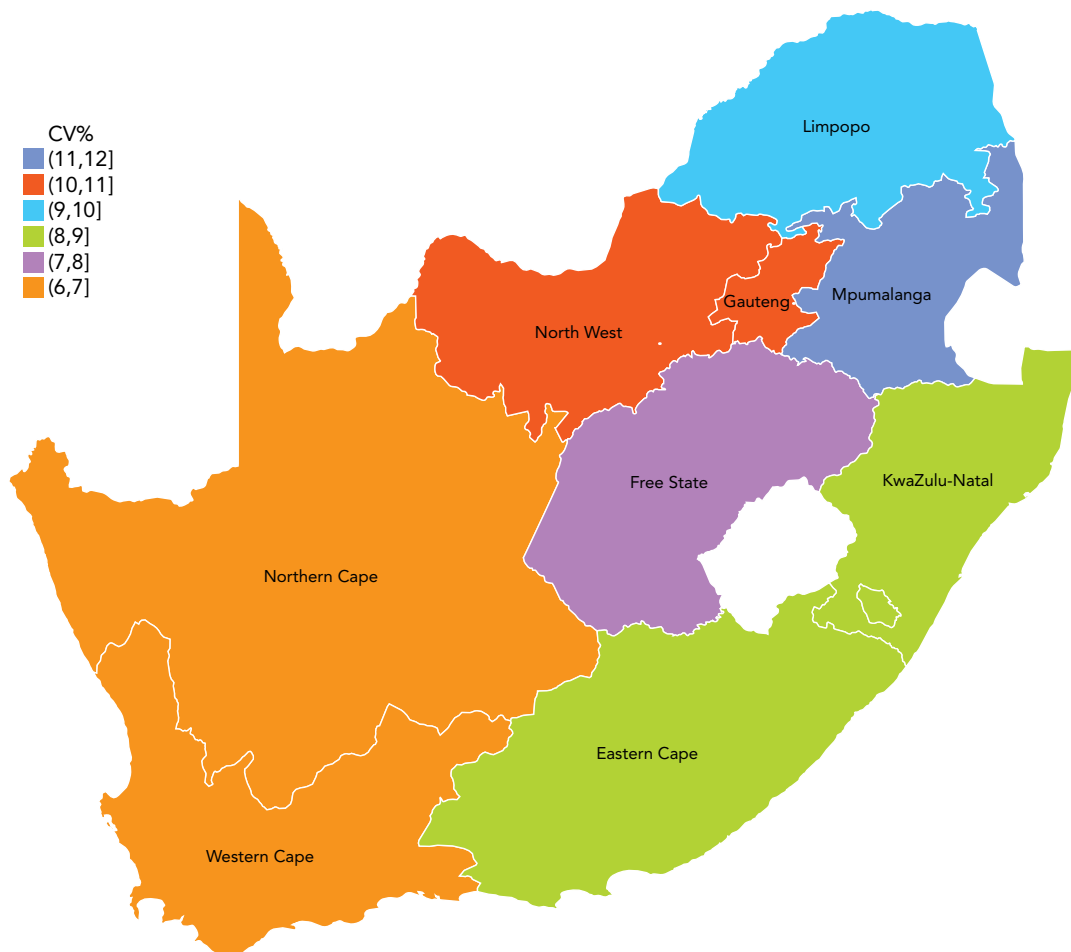 CV%
(11,12]
(10,11]
(9,10]
(8,9]
(7,8]
(6,7]
Limpopo
Mpumalanga
Gauteng
North West
Free State
KwaZulu-Natal
Northern Cape
Eastern Cape
Western Cape